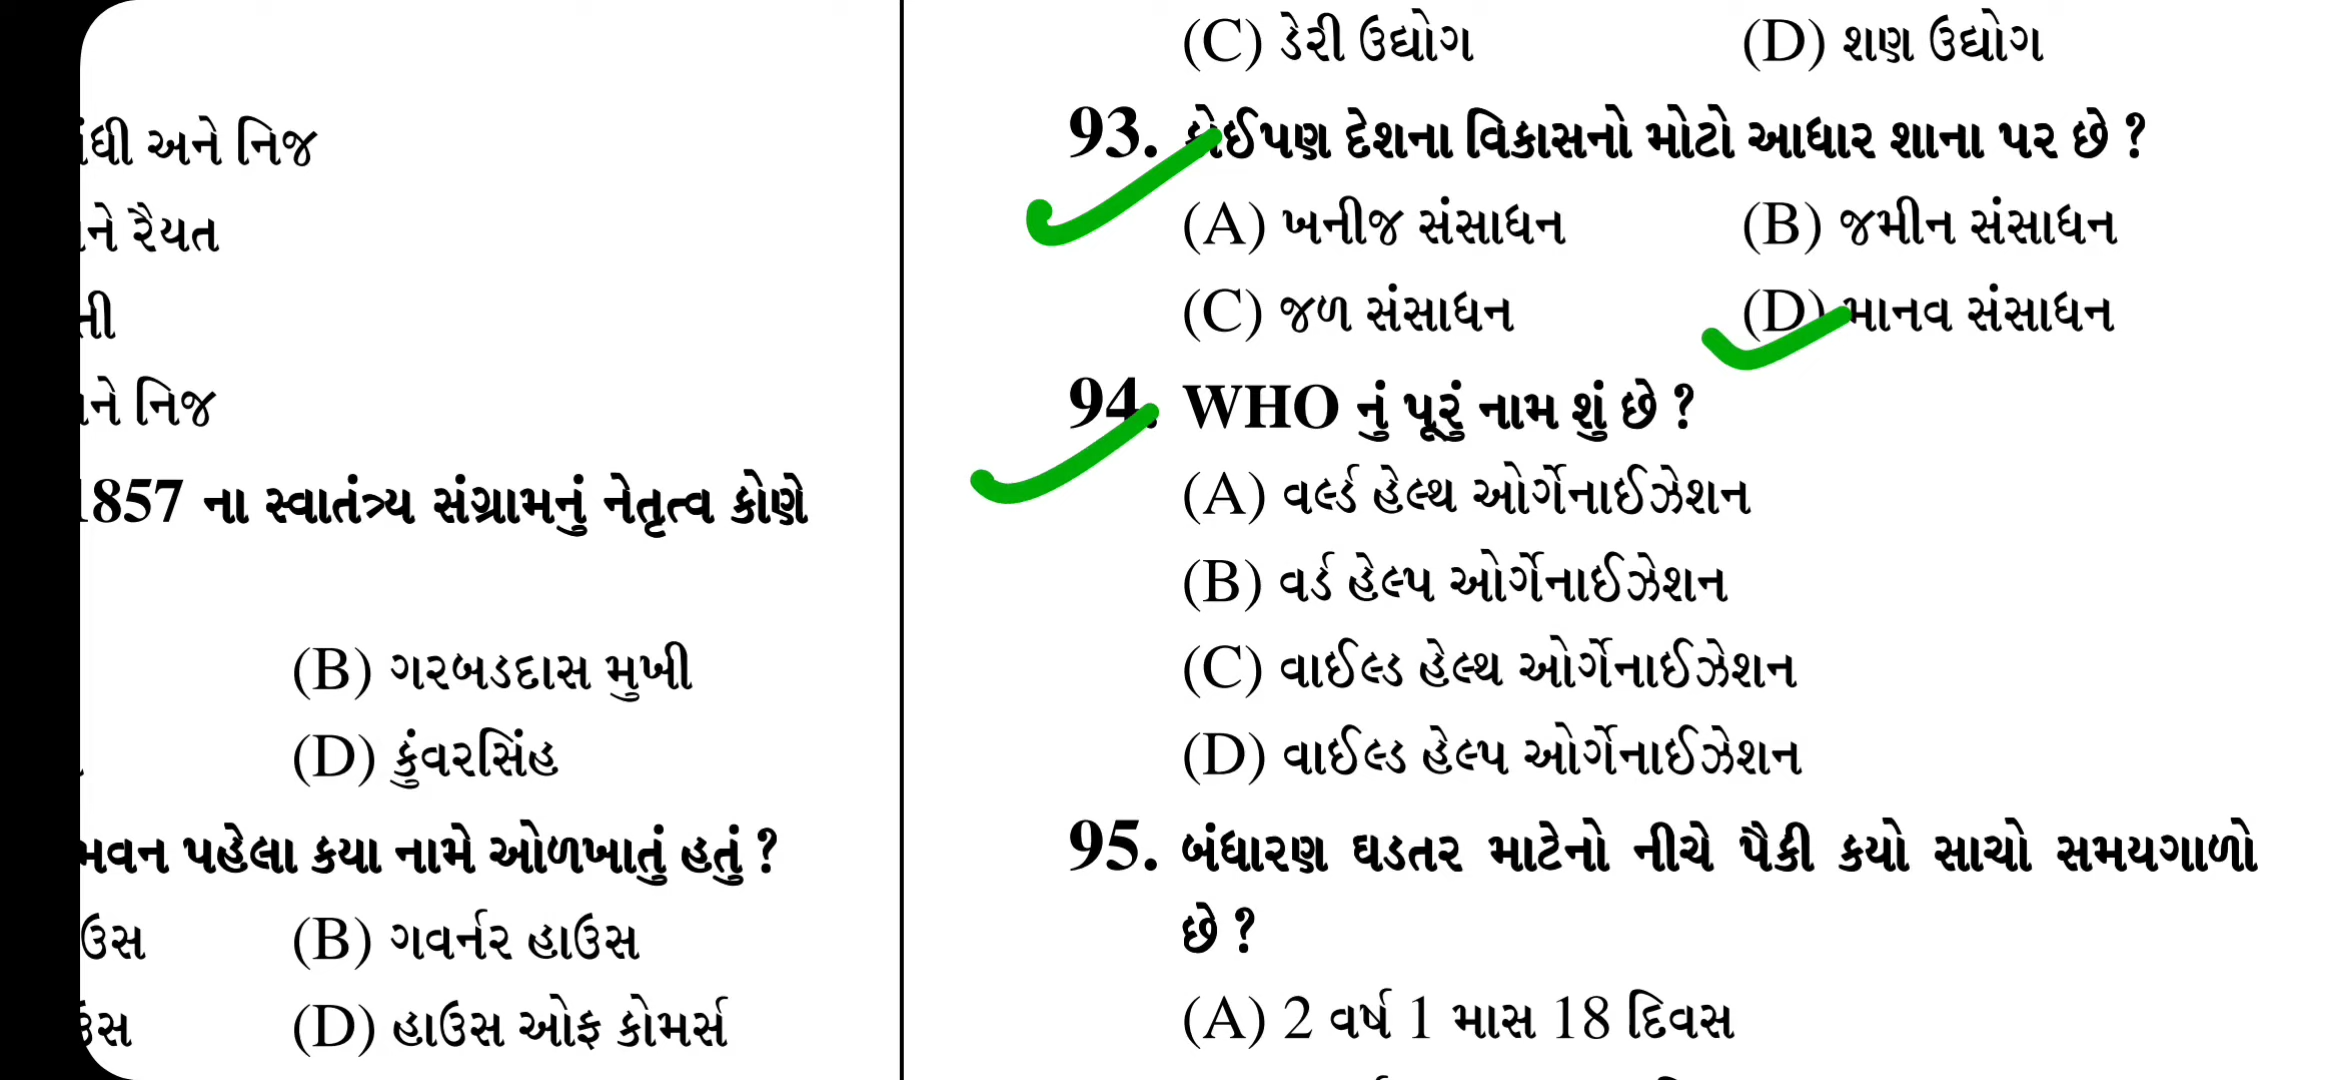 અને નિજ
રૈયત
નિજ
1857 ના સ્વાતંત્ર્ય સંગ્રામનું નેતૃત્વ કોણે
(B) ગરબડદાસ મુખી
(D) કુંવરસિંહ
ભવન પહેલા કયા નામે ઓળખાતું હતું ?
(B) ગવર્નર હાઉસ
(D) હાઉસ ઓફ કોમર્સ
(C) ડેરી ઉદ્યોગ (D) શણ ઉદ્યોગ
93. કોઈપણ દેશના વિકાસનો મોટો આધાર શાના પર છે ?
(A) ખનીજ સંસાધન (B) જમીન સંસાધન
(C) જળ સંસાધન (D) માનવ સંસાધન
94. WHO નું પૂરું નામ શું છે ?
(A) વર્લ્ડ હેલ્થ ઓર્ગેનાઈઝેશન
(B) વર્ડ હેલ્પ ઓર્ગેનાઈઝેશન
(C) વાઈલ્ડ હેલ્થ ઓર્ગેનાઈઝેશન
(D) વાઈલ્ડ હેલ્પ ઓર્ગેનાઈઝેશન
95. બંધારણ ઘડતર માટેનો નીચે પૈકી કયો સાચો સમયગાળો
છે ?
(A) 2 વર્ષ 1 માસ 18 દિવસ